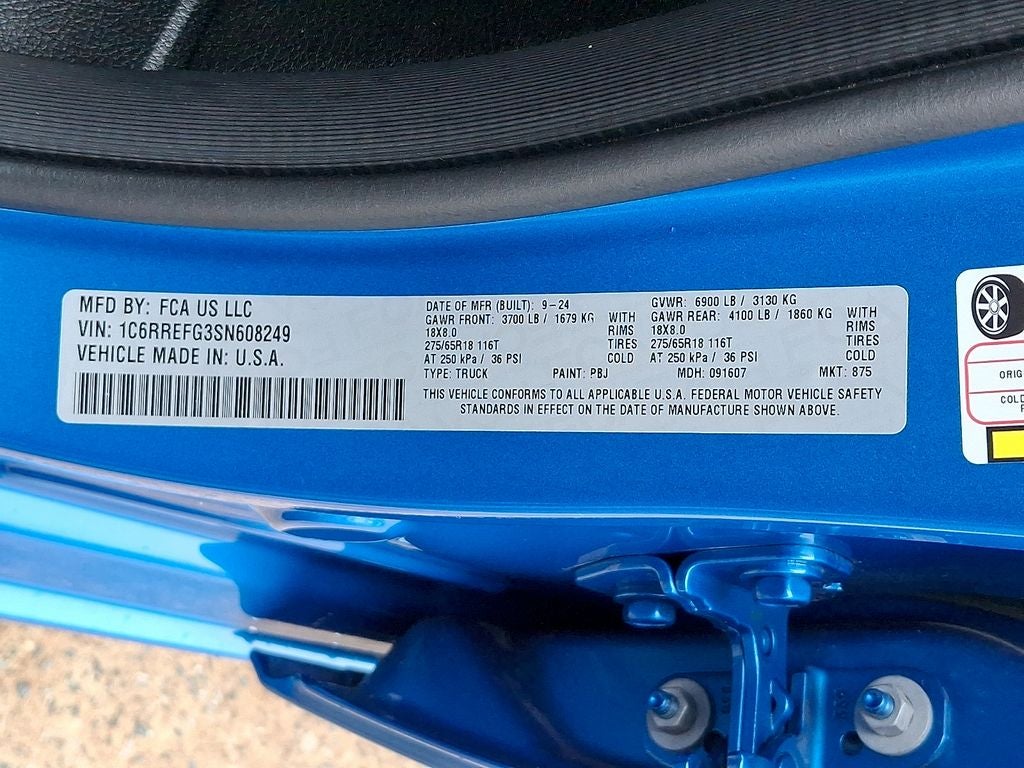 MFD BY: FCA US LLC
VIN: 1C6RREFG3SN608249
VEHICLE MADE IN: U.S.A.
DATE OF MFR (BUILT): 9-24
GAWR FRONT: 3700 LB / 1679 KG WITH
18X8.0 RIMS
275/65R18 116T TIRES
AT 250 kPa / 36 PSI COLD
TYPE: TRUCK PAINT: PBJ
GVWR: 6900 LB / 3130 KG
GAWR REAR: 4100 LB / 1860 KG WITH
18X8.0 RIMS
275/65R18 116T TIRES
AT 250 kPa / 36 PSI COLD
MDH: 091607 MKT: 875
THIS VEHICLE CONFORMS TO ALL APPLICABLE U.S.A. FEDERAL MOTOR VEHICLE SAFETY
STANDARDS IN EFFECT ON THE DATE OF MANUFACTURE SHOWN ABOVE.
ORIG
COLD